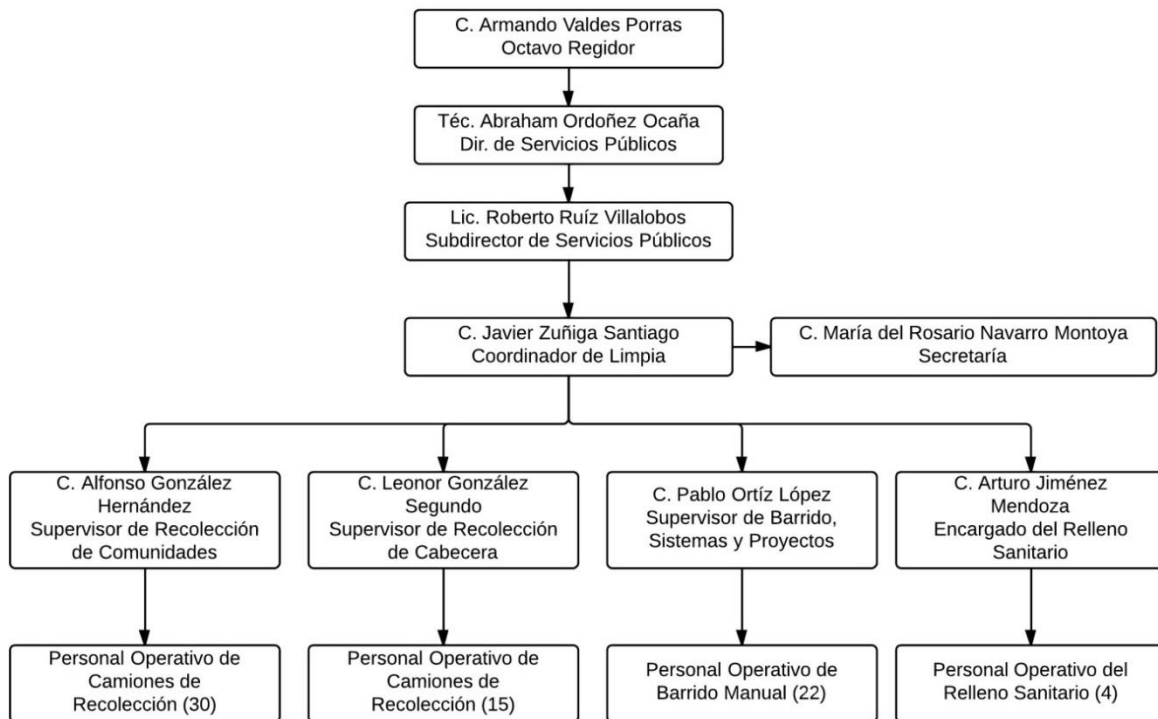 C. Armando Valdes Porras
Octavo Regidor
Téc. Abraham Ordoñez Ocaña
Dir. de Servicios Públicos
Lic. Roberto Ruíz Villalobos
Subdirector de Servicios Públicos
C. Javier Zuñiga Santiago
Coordinador de Limpia
C. María del Rosario Navarro Montoya
Secretaría
C. Alfonso González
Hernández
Supervisor de Recolección
de Comunidades
C. Leonor González
Segundo
Supervisor de Recolección
de Cabecera
C. Pablo Ortíz López
Supervisor de Barrido,
Sistemas y Proyectos
C. Arturo Jiménez
Mendoza
Encargado del Relleno
Sanitario
Personal Operativo de
Camiones de
Recolección (30)
Personal Operativo de
Camiones de
Recolección (15)
Personal Operativo de
Barrido Manual (22)
Personal Operativo del
Relleno Sanitario (4)